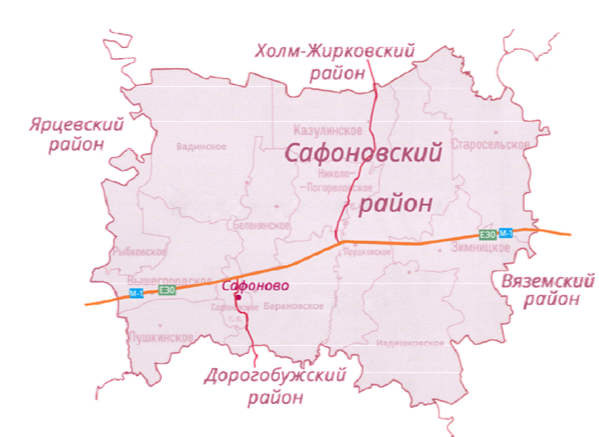 Холм-Жирковский
район
Ярцевский
район
Казулинское
Вадинское
Старосельское
Сафоновский
Николо-
-Погореловское
район
Беленинское
E30
М-1
Рыбковское
Прудковское
Зимницкое
Вышегородское
Вяземский
район
М-1
E30
Сафоново
Барановское
Пушкинское
Издешковское
Дорогобужский
район